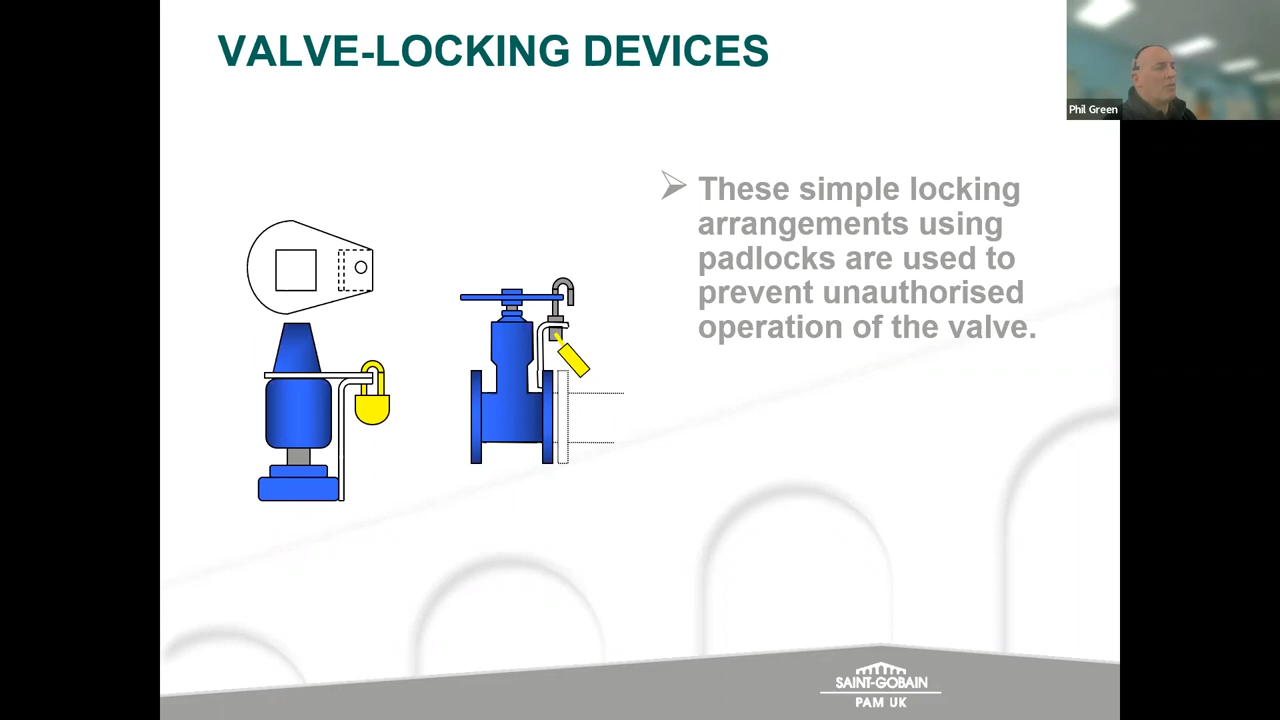 VALVE-LOCKING DEVICES
Phil Green
These simple locking
arrangements using
padlocks are used to
prevent unauthorised
operation of the valve.
SAINT-GOBAIN
PAM UK